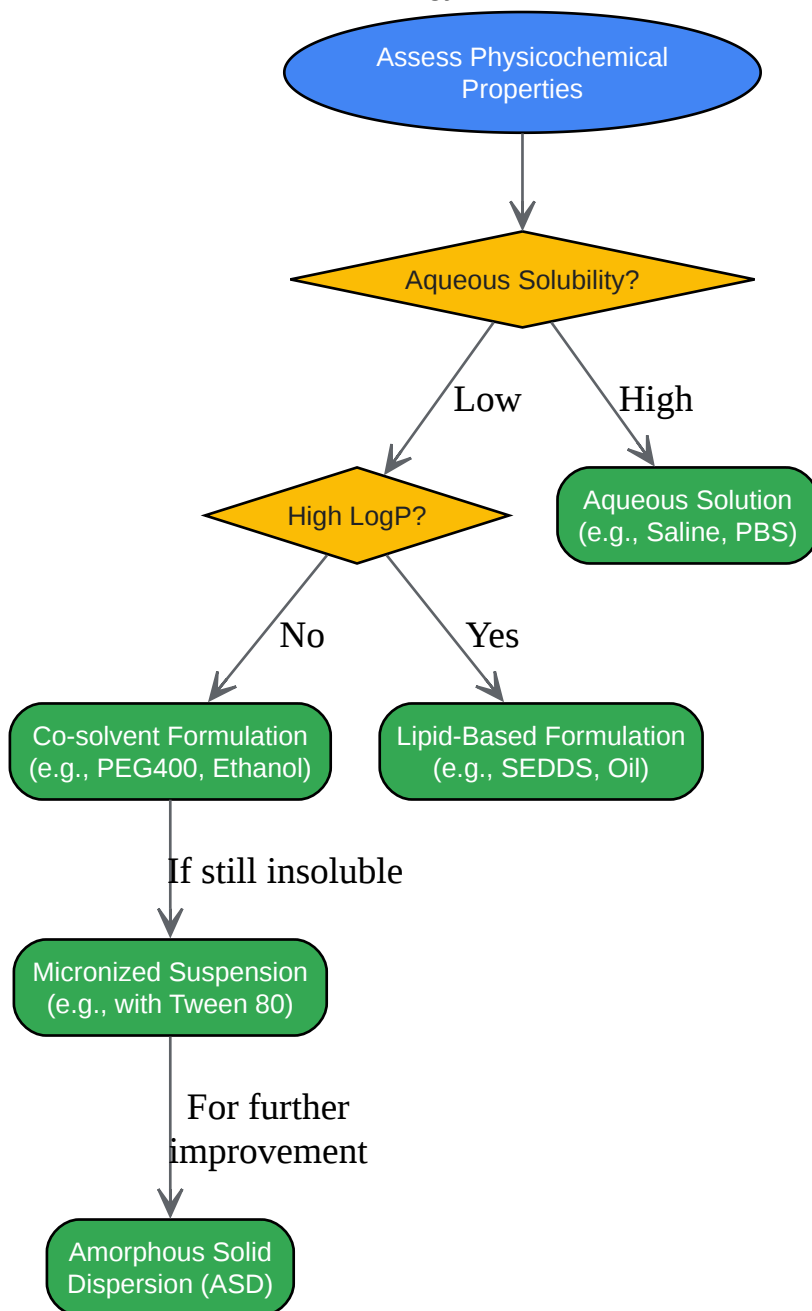 Assess Physicochemical
Properties
Aqueous Solubility?
Low
High
High LogP?
Aqueous Solution
(e.g., Saline, PBS)
No
Yes
Co-solvent Formulation
(e.g., PEG400, Ethanol)
Lipid-Based Formulation
(e.g., SEDDS, Oil)
If still insoluble
Micronized Suspension
(e.g., with Tween 80)
For further
improvement
Amorphous Solid
Dispersion (ASD)